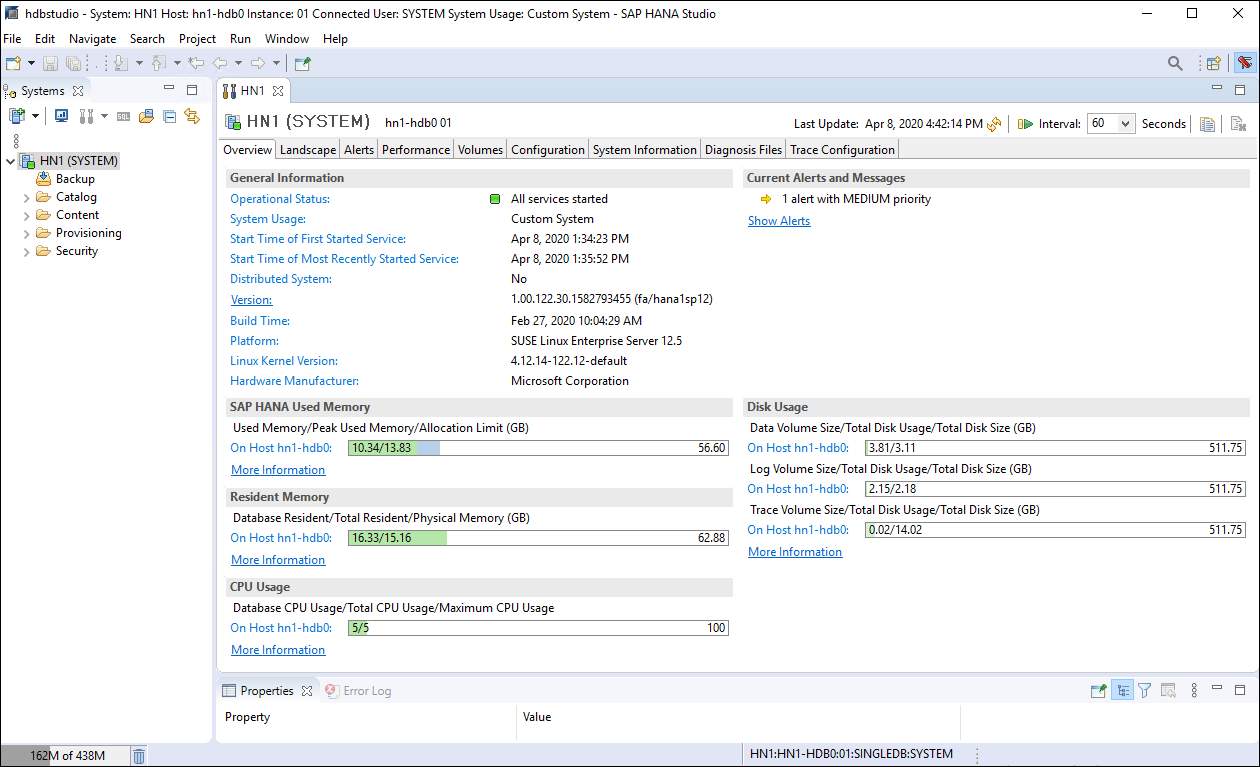 hdbstudio - System: HN1 Host: hn1-hdb0 Instance: 01 Connected User: SYSTEM System Usage: Custom System - SAP HANA Studio
File Edit Navigate Search Project Run Window Help
Systems
HN1
HN1 (SYSTEM) hn1-hdb0 01
Last Update: Apr 8, 2020 4:42:14 PM Interval: 60 Seconds
SQL
HN1 (SYSTEM)
Backup
Catalog
Content
Provisioning
Security
Overview Landscape Alerts Performance Volumes Configuration System Information Diagnosis Files Trace Configuration
General Information
Operational Status: All services started
System Usage: Custom System
Start Time of First Started Service: Apr 8, 2020 1:34:23 PM
Start Time of Most Recently Started Service: Apr 8, 2020 1:35:52 PM
Distributed System: No
Version: 1.00.122.30.1582793455 (fa/hana1sp12)
Build Time: Feb 27, 2020 10:04:29 AM
Platform: SUSE Linux Enterprise Server 12.5
Linux Kernel Version: 4.12.14-122.12-default
Hardware Manufacturer: Microsoft Corporation
Current Alerts and Messages
1 alert with MEDIUM priority
Show Alerts
SAP HANA Used Memory
Used Memory/Peak Used Memory/Allocation Limit (GB)
On Host hn1-hdb0: 10.34/13.83 56.60
More Information
Resident Memory
Database Resident/Total Resident/Physical Memory (GB)
On Host hn1-hdb0: 16.33/15.16 62.88
More Information
CPU Usage
Database CPU Usage/Total CPU Usage/Maximum CPU Usage
On Host hn1-hdb0: 5/5 100
More Information
Disk Usage
Data Volume Size/Total Disk Usage/Total Disk Size (GB)
On Host hn1-hdb0: 3.81/3.11 511.75
Log Volume Size/Total Disk Usage/Total Disk Size (GB)
On Host hn1-hdb0: 2.15/2.18 511.75
Trace Volume Size/Total Disk Usage/Total Disk Size (GB)
On Host hn1-hdb0: 0.02/14.02 511.75
More Information
Properties Error Log
Property Value
162M of 438M
HN1:HN1-HDB0:01:SINGLEDB:SYSTEM